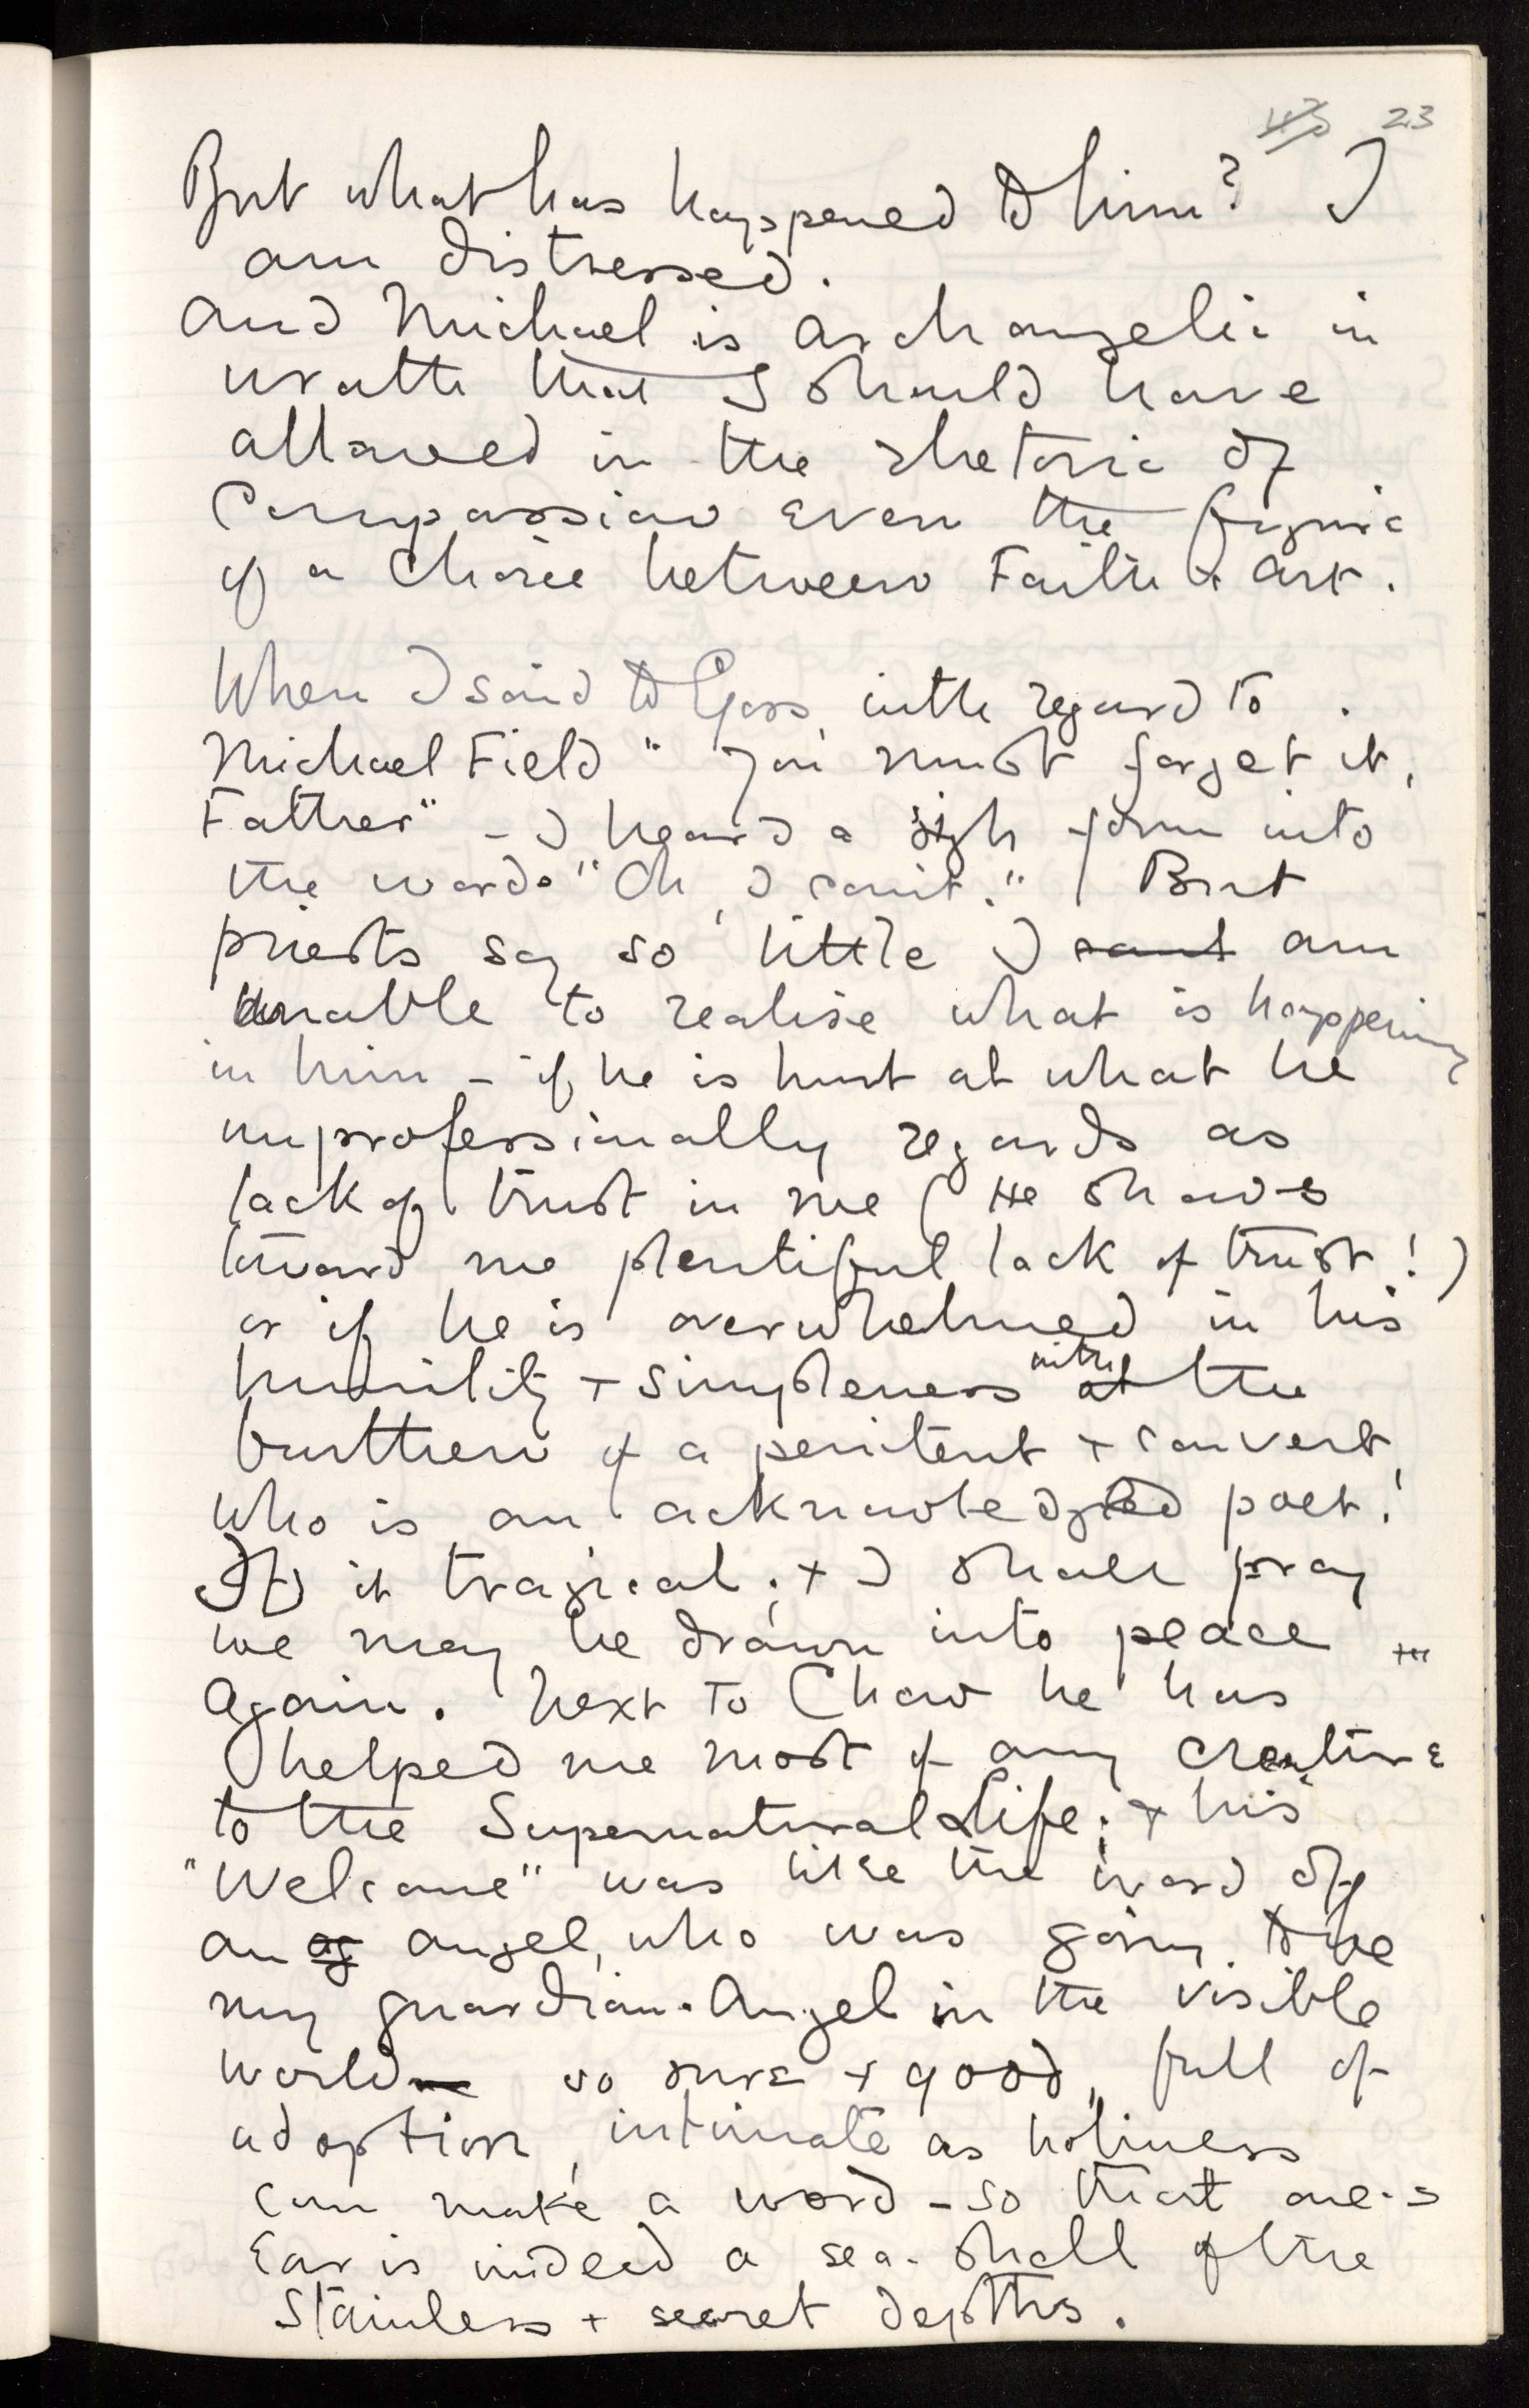 23
But what has happened to him? I
am distressed.
And Michael is archangelic in
wrath that I should have
allowed in the rhetoric of
Compassion even the figure
of a Choice between Faith & Art.
When I said to Goss, with regard to
Michael Field "You must forget it,
Father" - I heard a sigh form into
the words "Oh, I can't." / But
priests say so little I cant am
unable to realise what is happening
in him - if he is hurt at what he
unprofessionally regards as
lack of trust in me (He shows
toward me plentiful lack of trust!)
or if he is overwhelmed in his
humility + simpleness with at the
burthen of a penitent + convert
who is an acknowledged poet!
It is tragical; + I shall pray
we may be drawn into peace
again. Next to Chow he has
helped me most of any creature
to the Supernatural Life; + his
"Welcome" was like the word of
an ag angel, who was going to be
my guardian-Angel in the visible
world so sure + good, full of
adoption, intimate as holiness
can make a word - so that one's
Ear is indeed a sea-shell of the
Stainless + secret depths.